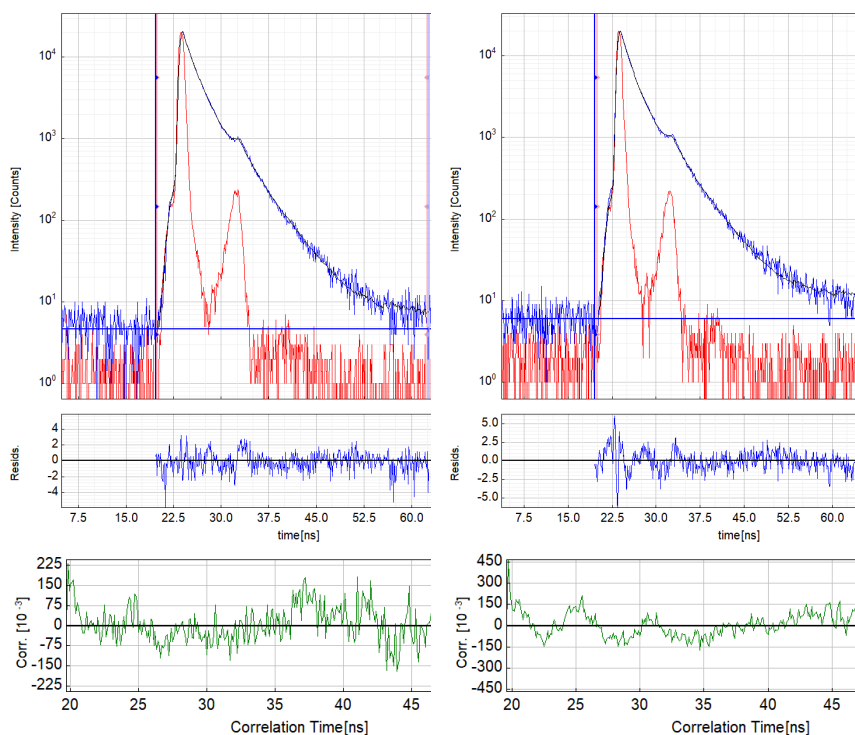 10⁴
10³
10²
10¹
10⁰
Intensity [Counts]
4
2
0
-2
-4
Resids.
7.5 15.0 22.5 30.0 37.5 45.0 52.5 60.0
time[ns]
225
150
75
0
-75
-150
-225
Corr. [10 -3]
20 25 30 35 40 45
Correlation Time[ns]
10⁴
10³
10²
10¹
10⁰
Intensity [Counts]
5.0
2.5
0.0
-2.5
-5.0
Resids.
7.5 15.0 22.5 30.0 37.5 45.0 52.5 60.0
time[ns]
450
300
150
0
-150
-300
-450
Corr. [10 -3]
20 25 30 35 40 45
Correlation Time[ns]